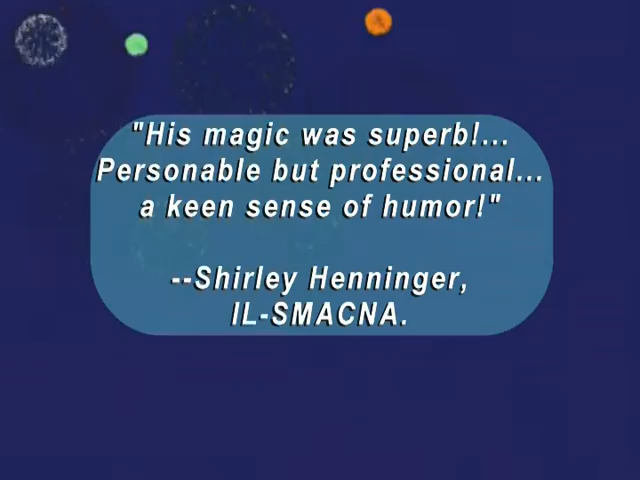 "His magic was superb!...
Personable but professional...
a keen sense of humor!"
--Shirley Henninger,
IL-SMACNA.